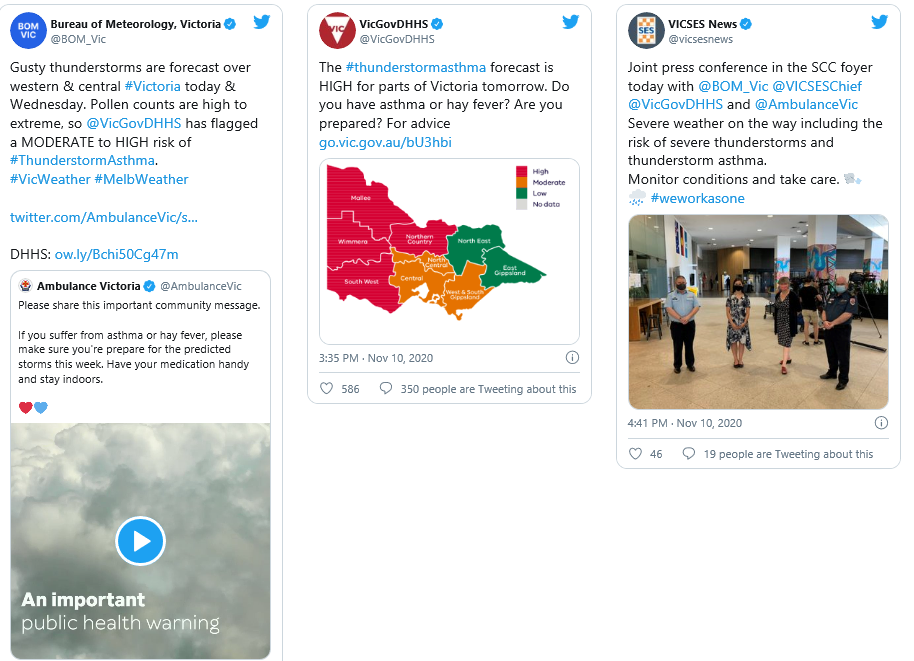 BOM
VIC
Bureau of Meteorology, Victoria
@BOM_Vic
Gusty thunderstorms are forecast over
western & central #Victoria today &
Wednesday. Pollen counts are high to
extreme, so @VicGovDHHS has flagged
a MODERATE to HIGH risk of
#ThunderstormAsthma.
#VicWeather #MelbWeather
twitter.com/AmbulanceVic/s...
DHHS: ow.ly/Bchi50Cg47m
Ambulance Victoria @AmbulanceVic
Please share this important community message.
If you suffer from asthma or hay fever, please
make sure you're prepare for the predicted
storms this week. Have your medication handy
and stay indoors.
An important
public health warning
VIC
VicGovDHHS
@VicGovDHHS
The #thunderstormasthma forecast is
HIGH for parts of Victoria tomorrow. Do
you have asthma or hay fever? Are you
prepared? For advice
go.vic.gov.au/bU3hbi
High
Moderate
Low
No data
Mallee
Wimmera
Northern
Country
North East
North
Central
Central
East
Gippsland
South West
West & South
Gippsland
3:35 PM · Nov 10, 2020
586
350 people are Tweeting about this
SES
VICSES News
@vicsesnews
Joint press conference in the SCC foyer
today with @BOM_Vic @VICSESChief
@VicGovDHHS and @AmbulanceVic
Severe weather on the way including the
risk of severe thunderstorms and
thunderstorm asthma.
Monitor conditions and take care.
#weworkasone
4:41 PM · Nov 10, 2020
46
19 people are Tweeting about this